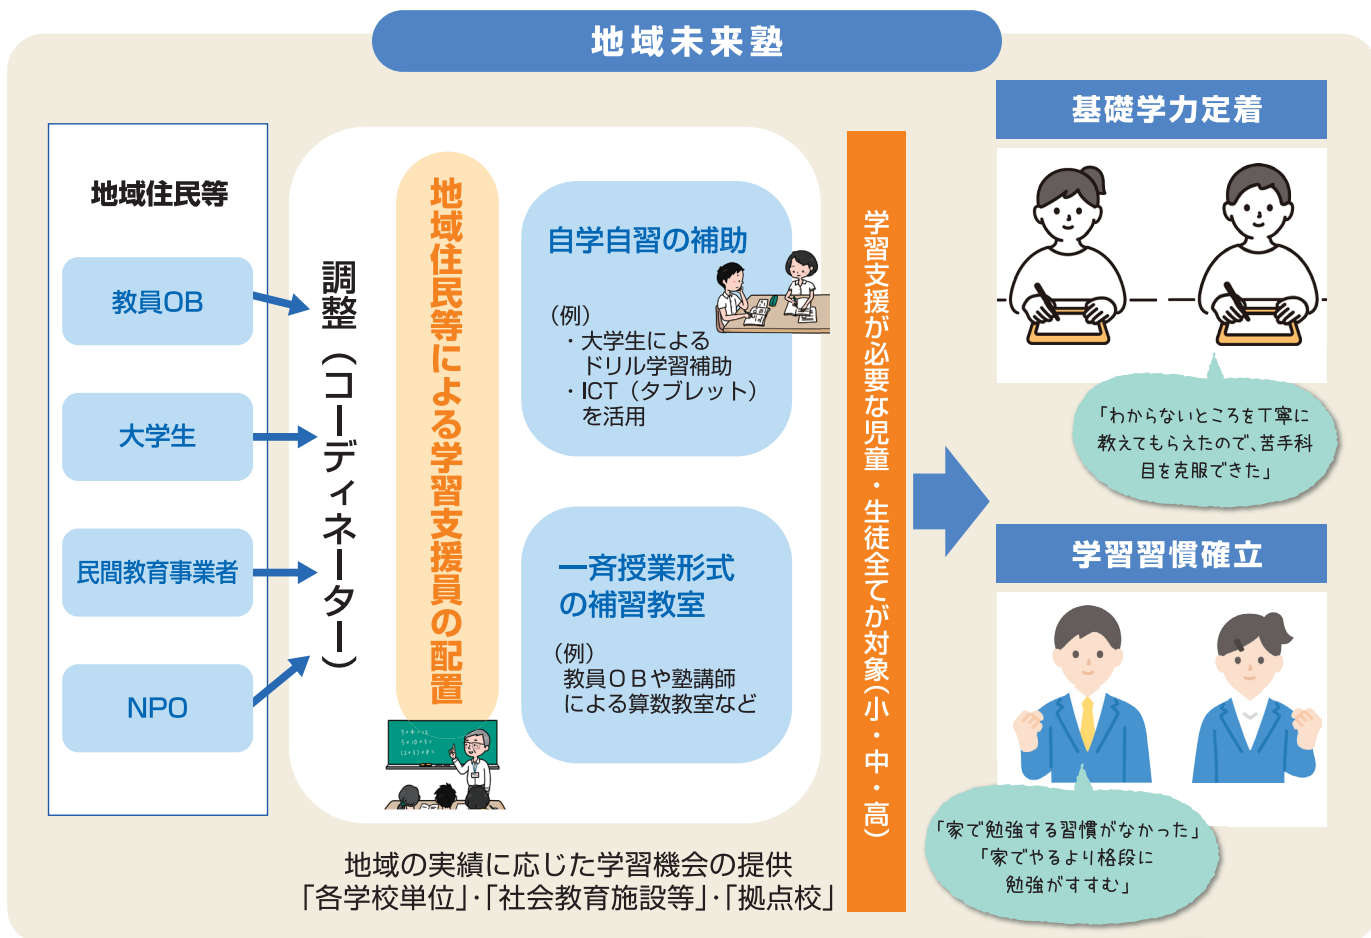 地域未来塾
地域住民等
教員OB
大学生
民間教育事業者
NPO
調整（コーディネーター）
地域住民等による学習支援員の配置
自学自習の補助
（例）
・大学生による
ドリル学習補助
・ICT（タブレット）
を活用
一斉授業形式
の補習教室
（例）
教員ＯＢや塾講師
による算数教室など
地域の実績に応じた学習機会の提供
「各学校単位」・「社会教育施設等」・「拠点校」
学習支援が必要な児童・生徒全てが対象（小・中・高）
基礎学力定着
「わからないところを丁寧に
教えてもらえたので、苦手科
目を克服できた」
学習習慣確立
「家で勉強する習慣がなかった」
「家でやるより格段に
勉強がすすむ」